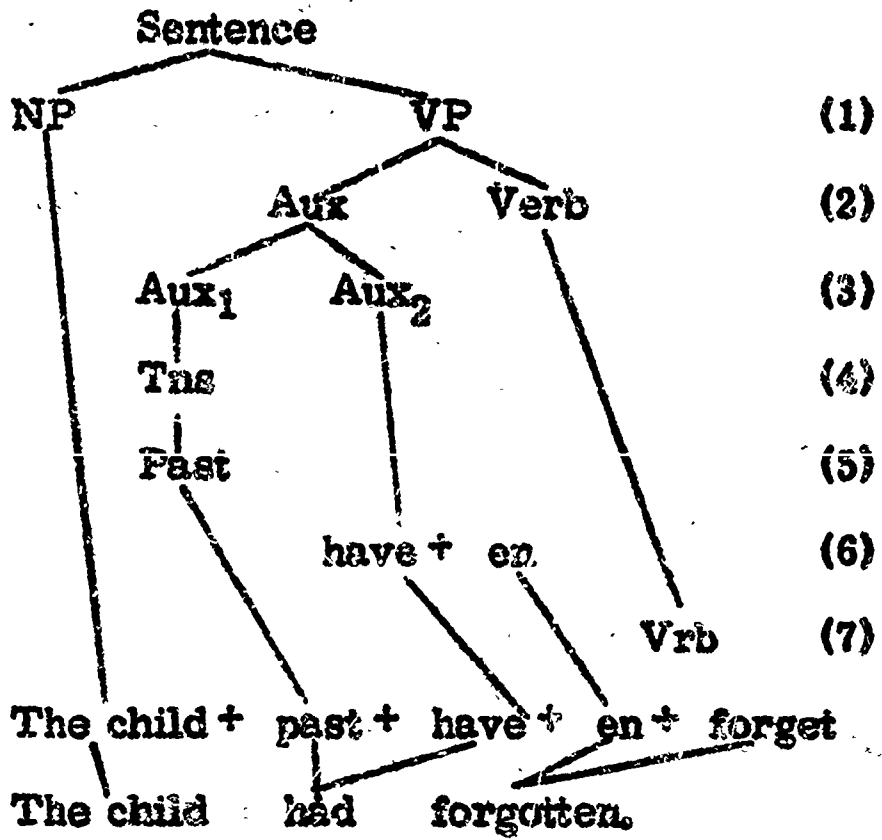 Sentence
NP VP (1)
Aux Verb (2)
Aux₁ Aux₂ (3)
Tns (4)
Past (5)
have + en (6)
Vrb (7)
The child + past + have + en + forget
The child had forgotten.